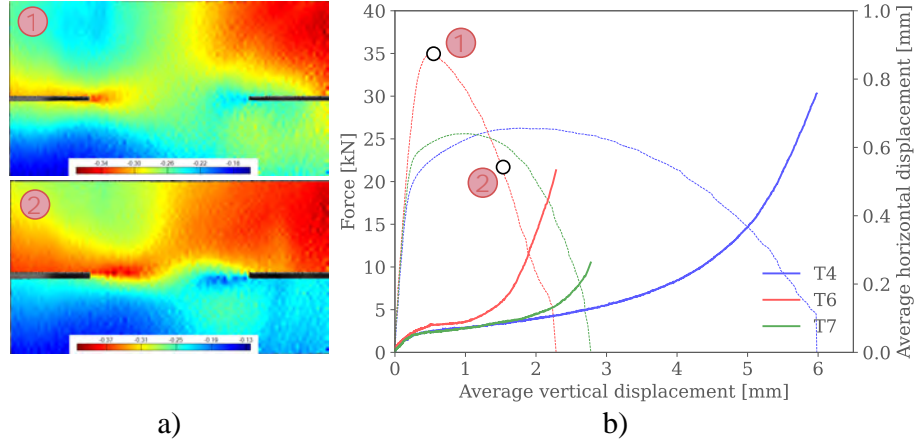 1
-0.34 -0.30 -0.26 -0.22 -0.18
2
-0.37 -0.31 -0.25 -0.19 -0.13
a)
40
35
30
25
20
15
10
5
0
Force [kN]
1
2
1.0
0.8
0.6
0.4
0.2
0.0
Average horizontal displacement [mm]
T4
T6
T7
0 1 2 3 4 5 6
Average vertical displacement [mm]
b)